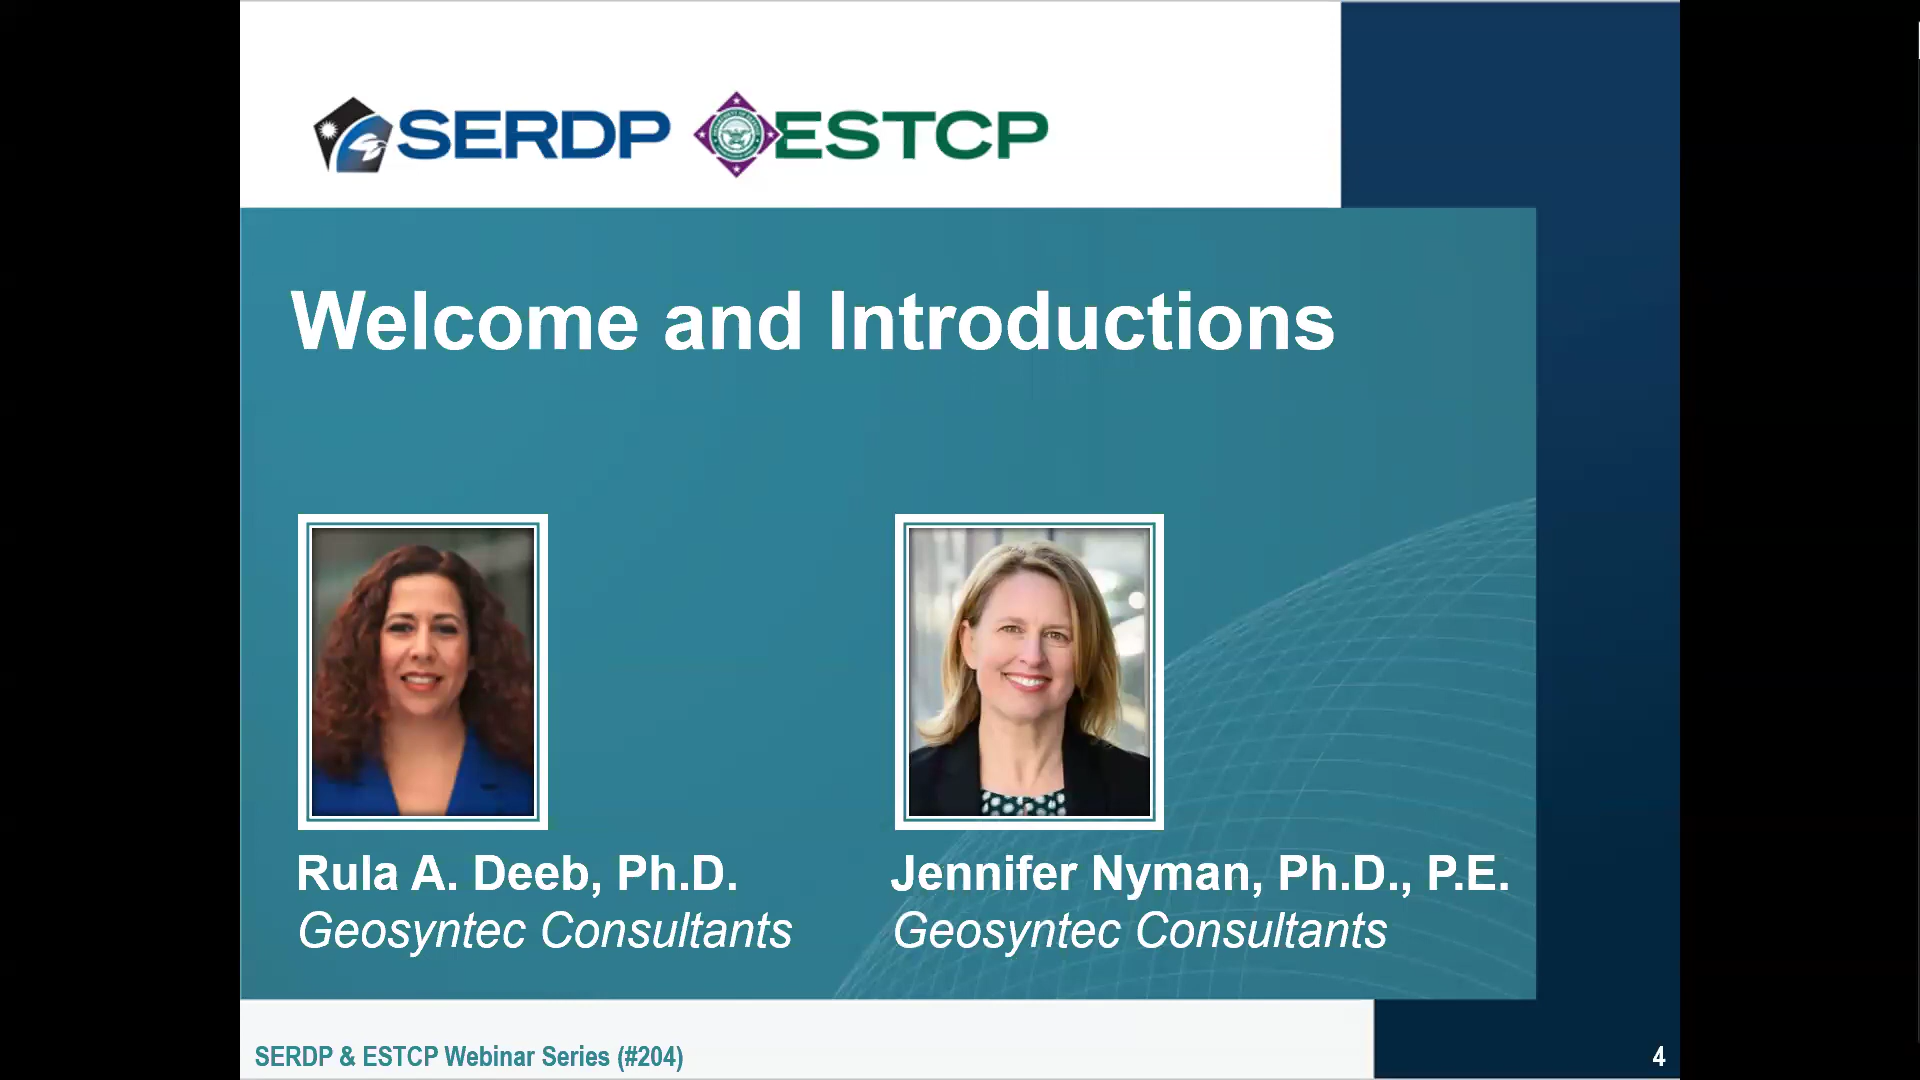 SERDP ESTCP
Welcome and Introductions
Rula A. Deeb, Ph.D.
Geosyntec Consultants
Jennifer Nyman, Ph.D., P.E.
Geosyntec Consultants
SERDP & ESTCP Webinar Series (#204)
4